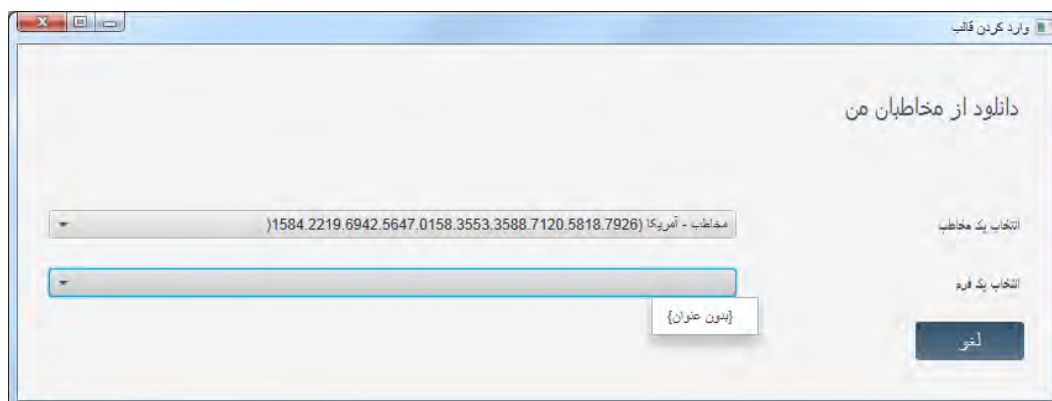 وارد کردن قالب
دانلود از مخاطبان من
انتخاب یک مخاطب
مخاطب - آمریکا (1584.2219.6942.5647.0158.3553.3588.7120.5818.7926)
انتخاب یک فرم
{بدون عنوان}
لغو